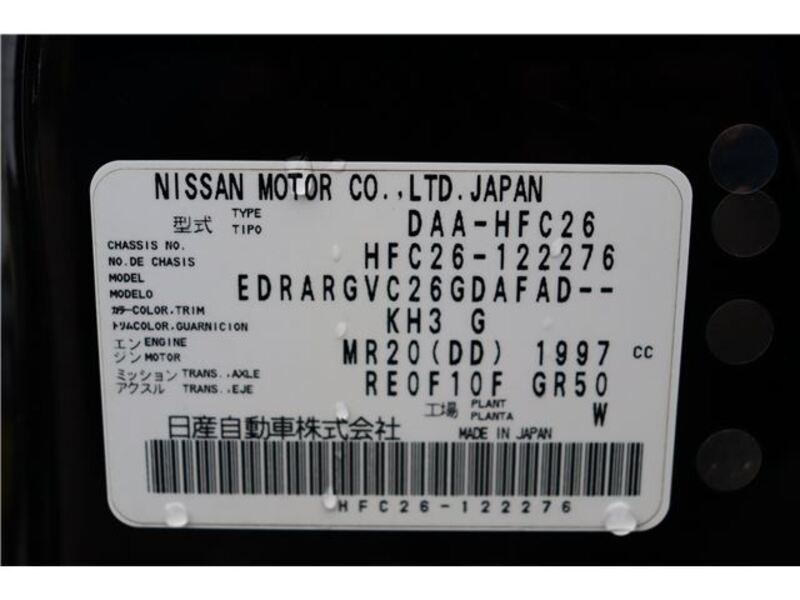 NISSAN MOTOR CO.,LTD.JAPAN
型式 TYPE TIPO DAA-HFC26
CHASSIS NO.
NO.DE CHASIS HFC26-122276
MODEL
MODELO EDRARGVC26GDAFAD--
カラーCOLOR,TRIM
トリムCOLOR,GUARNICION KH3 G
エンジン ENGINE MOTOR MR20(DD) 1997 CC
ミッション TRANS.,AXLE
アクスル TRANS.,EJE RE0F10F GR50
工場 PLANT PLANTA W
日産自動車株式会社 MADE IN JAPAN
HFC26-122276